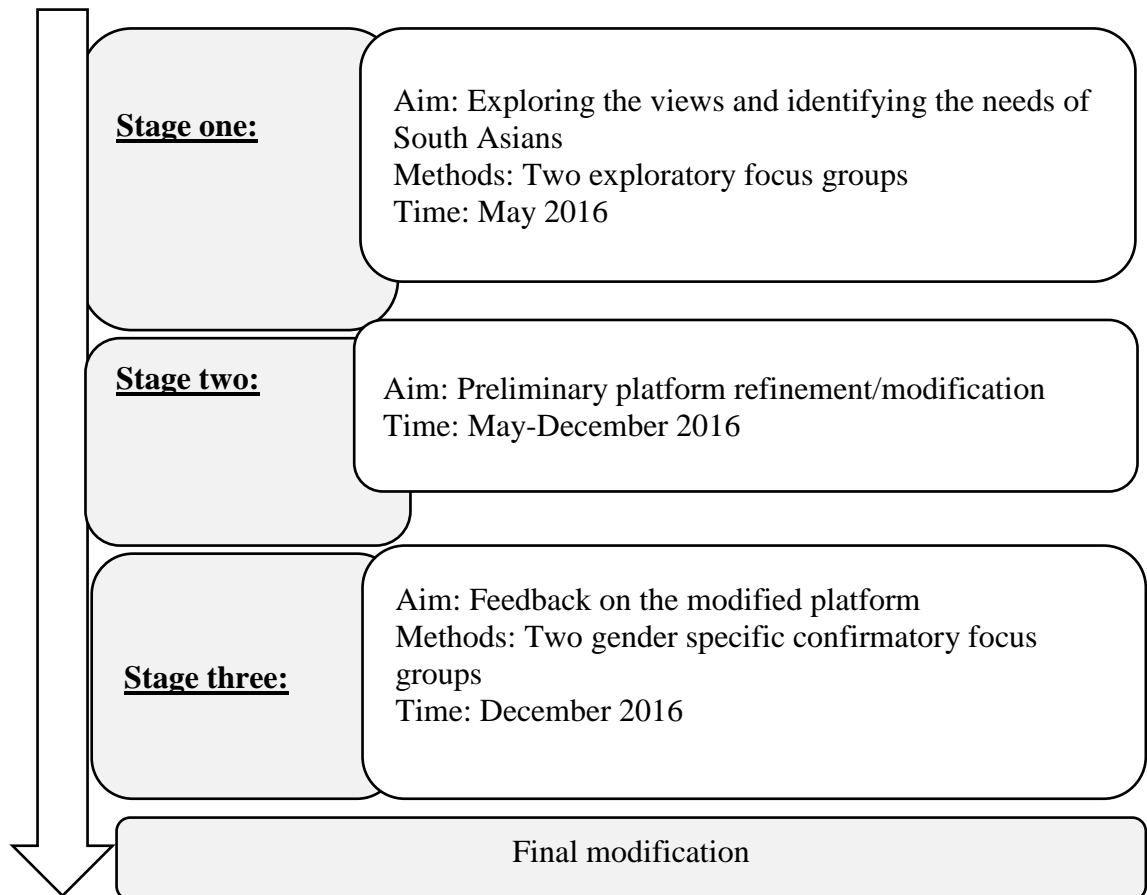 Stage one:
Aim: Exploring the views and identifying the needs of
South Asians
Methods: Two exploratory focus groups
Time: May 2016
Stage two:
Aim: Preliminary platform refinement/modification
Time: May-December 2016
Stage three:
Aim: Feedback on the modified platform
Methods: Two gender specific confirmatory focus
groups
Time: December 2016
Final modification